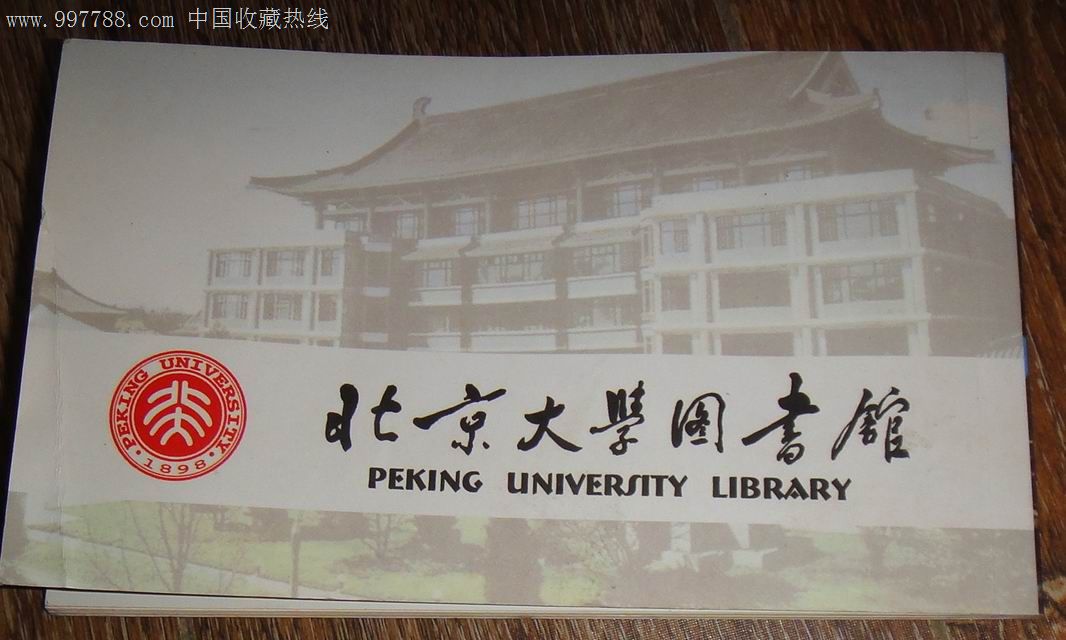 www.997788.com 中国收藏热线
PEKING UNIVERSITY
·1898·
北京大學图書館
PEKING UNIVERSITY LIBRARY